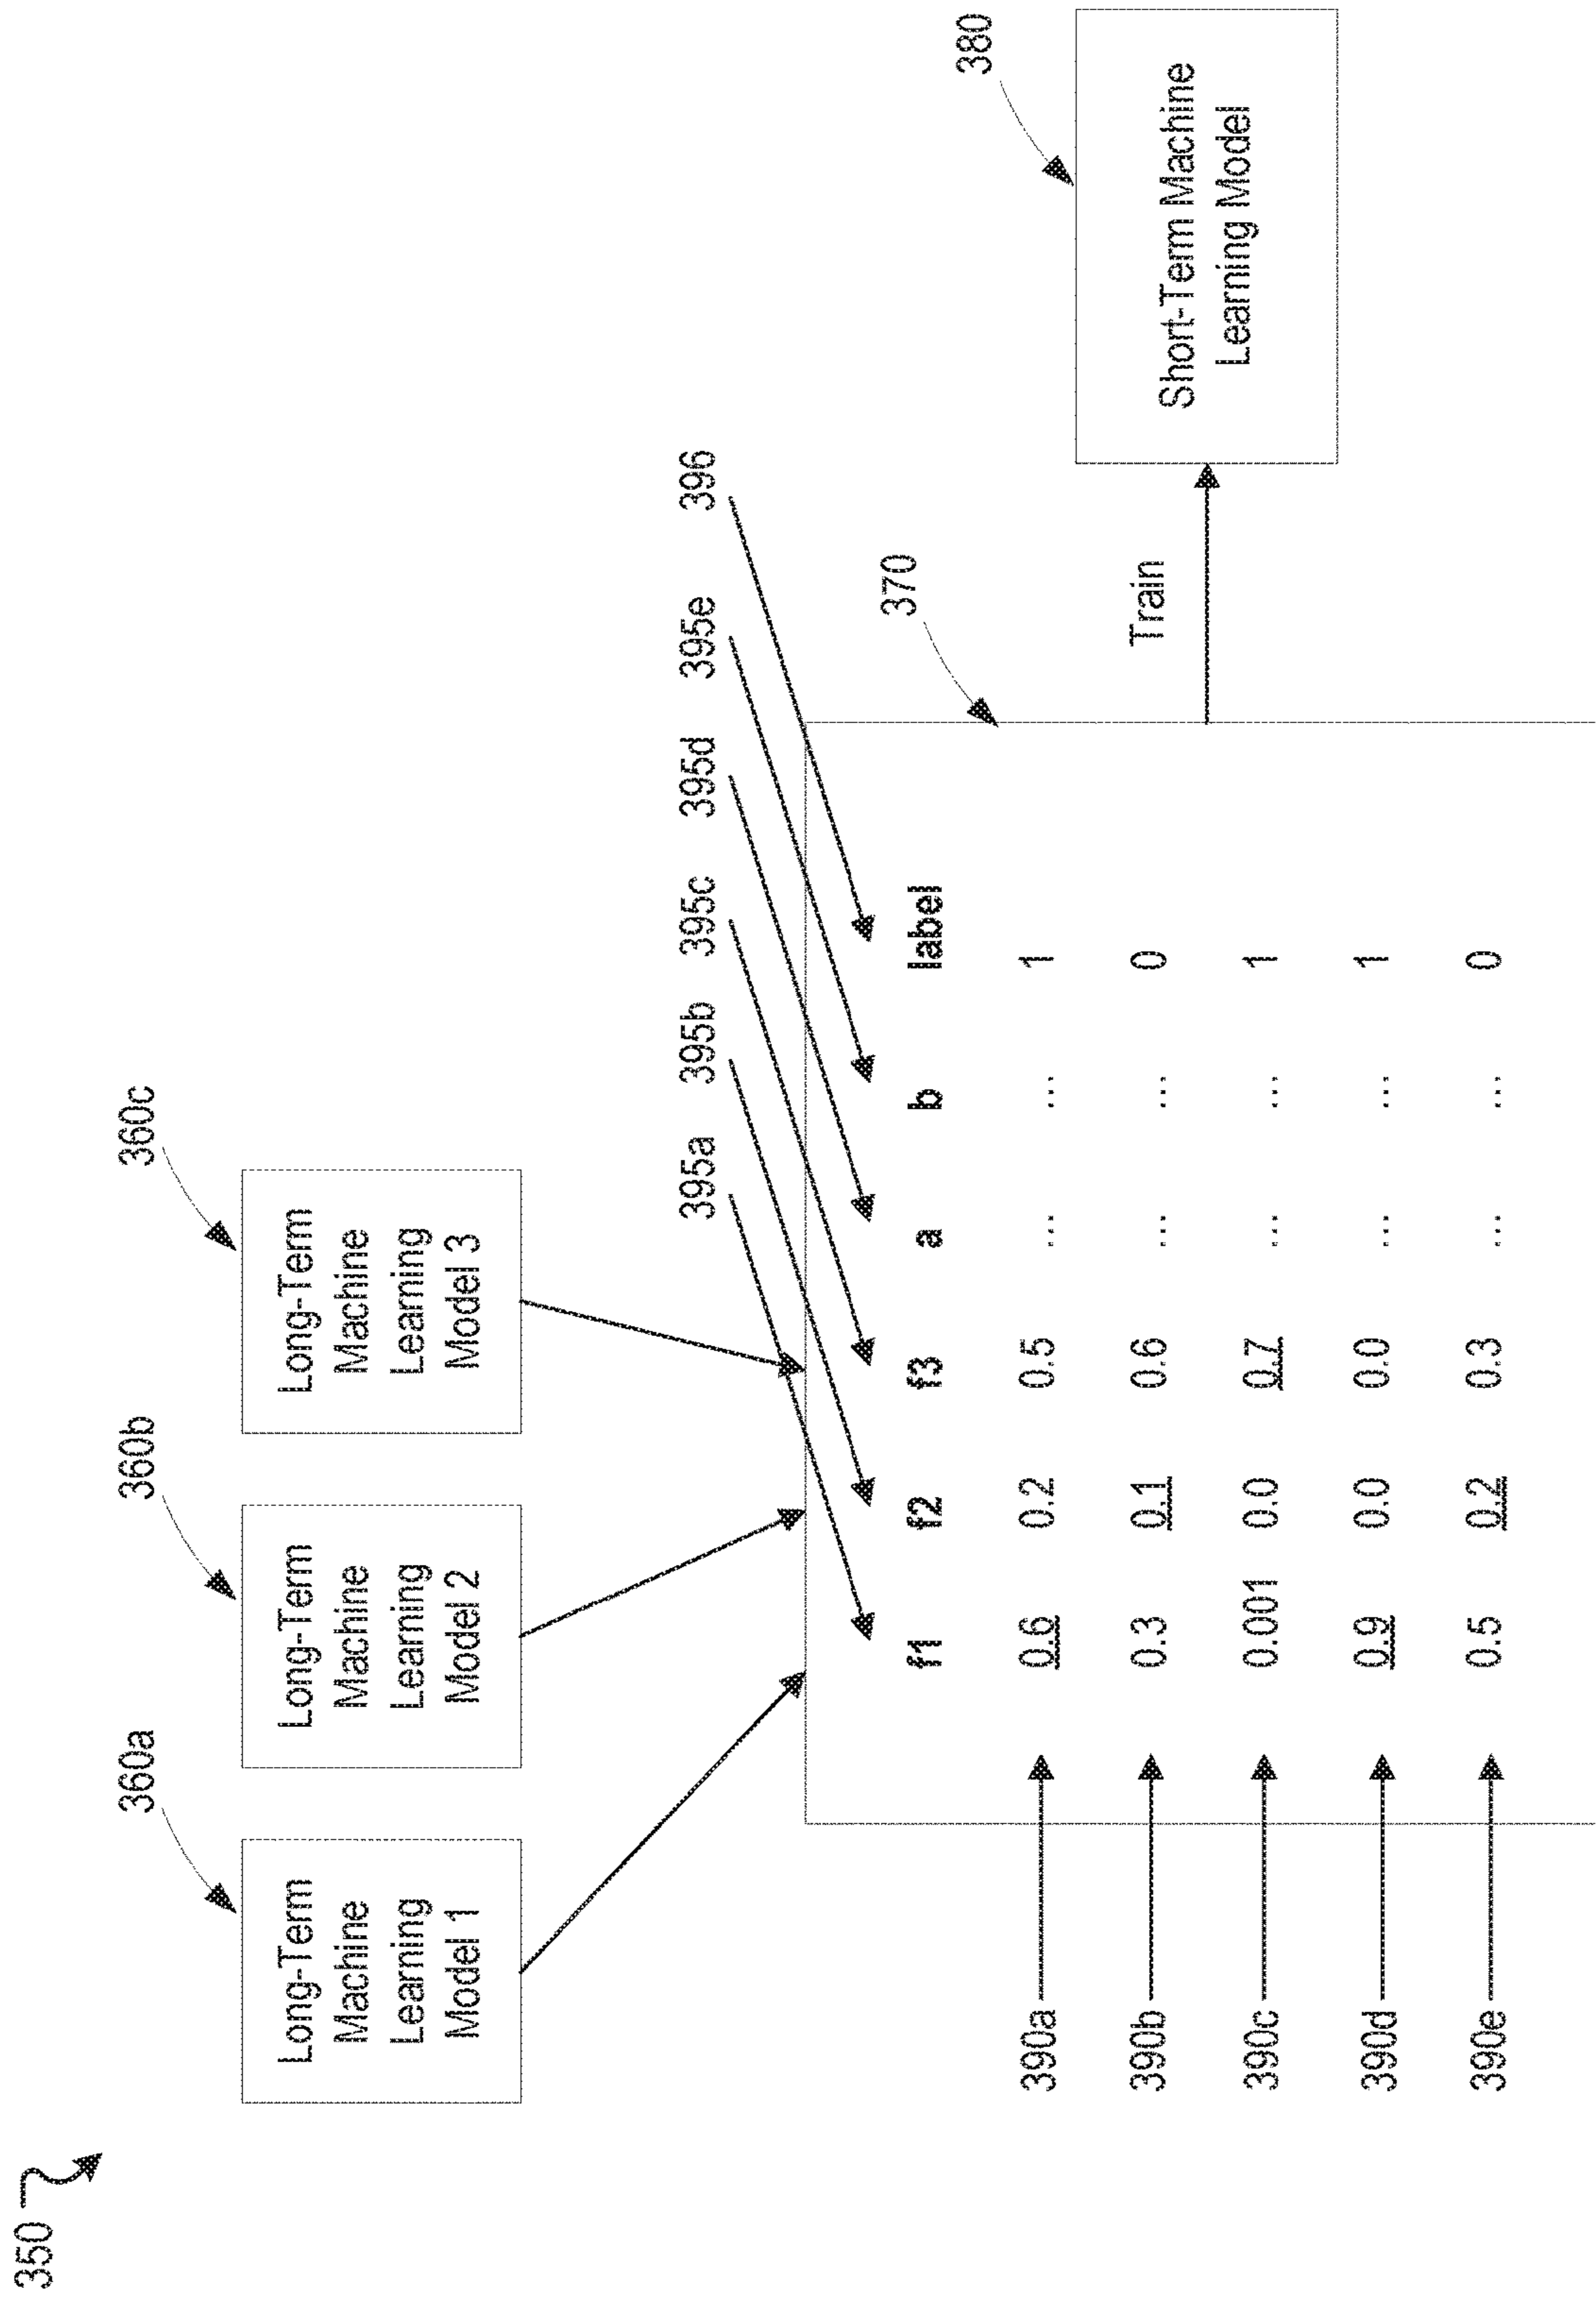 350
360a
360b
360c
Long-Term
Machine
Learning
Model 1
Long-Term
Machine
Learning
Model 2
Long-Term
Machine
Learning
Model 3
395a
395b
395c
395d
395e
396
370
380
f1 f2 f3 a b label
390a 0.6 0.2 0.5 ... ... 1
390b 0.3 0.1 0.6 ... ... 0
390c 0.001 0.0 0.7 ... ... 1
390d 0.9 0.0 0.0 ... ... 1
390e 0.5 0.2 0.3 ... ... 0
Train
Short-Term Machine
Learning Model